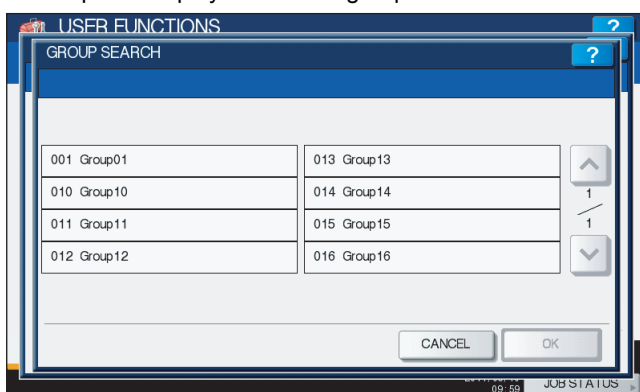 USER FUNCTIONS ?
GROUP SEARCH ?
001 Group01 013 Group13
010 Group10 014 Group14
1
011 Group11 015 Group15
1
012 Group12 016 Group16
CANCEL OK
09:59 JOB STATUS